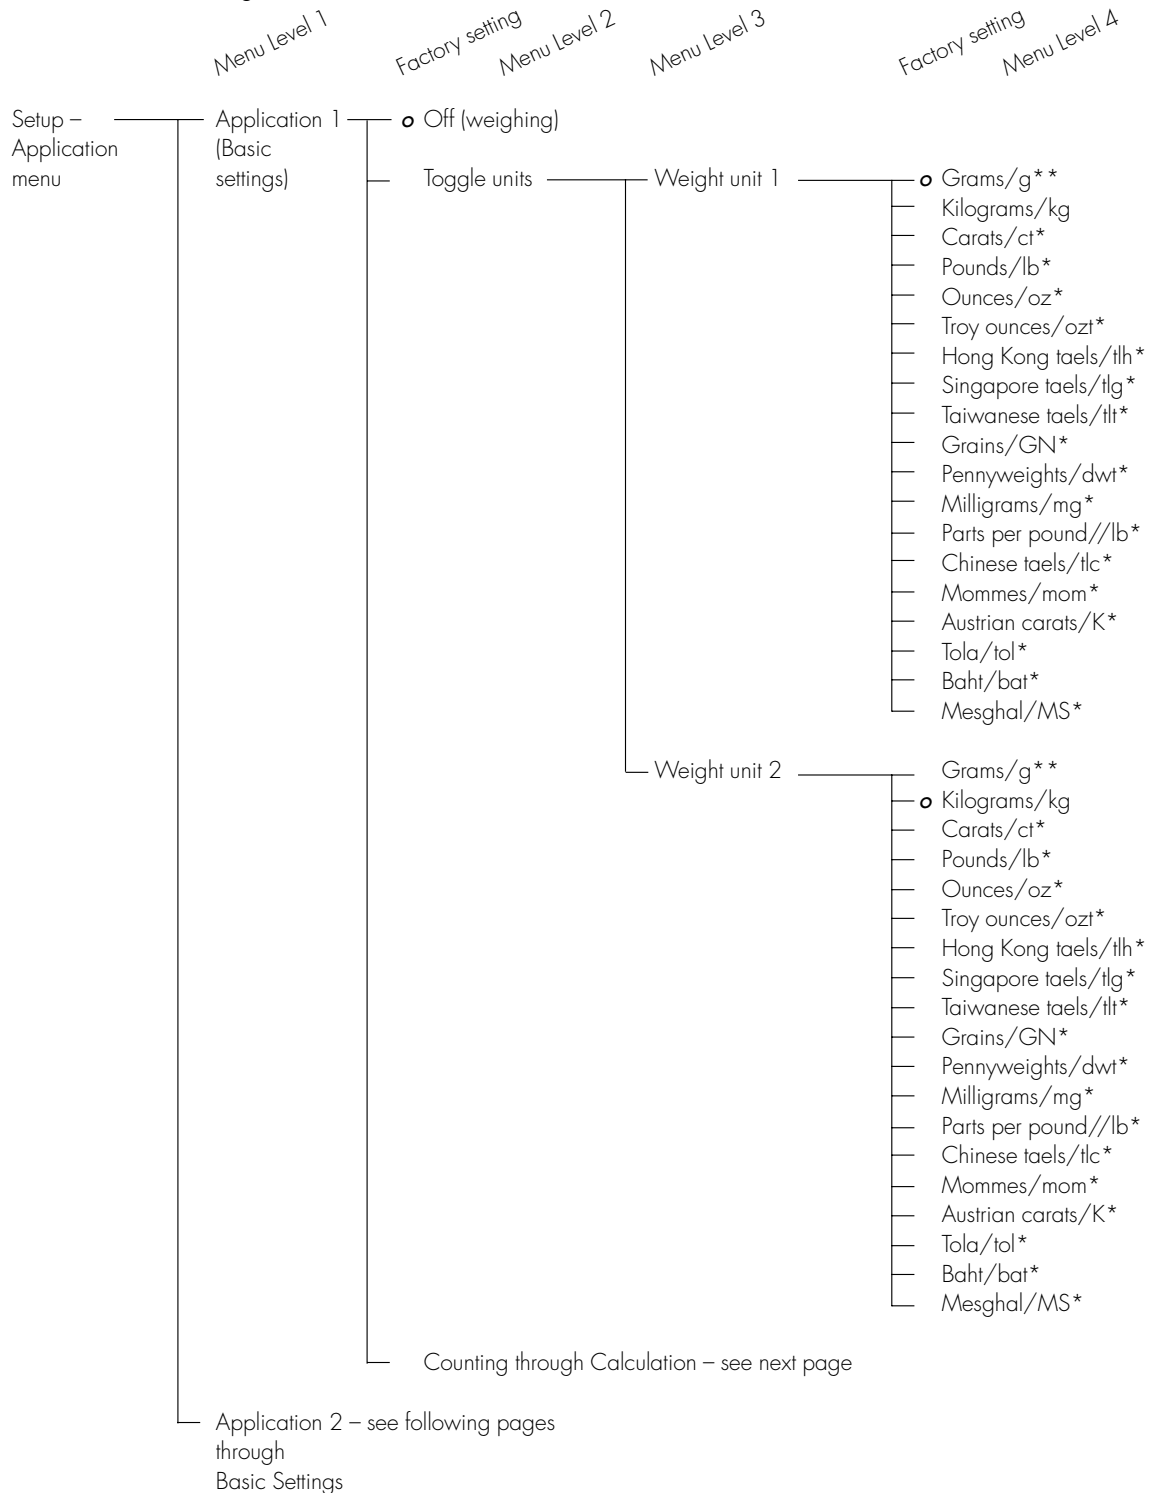 Menu Level 1
Factory setting
Menu Level 2
Menu Level 3
Factory setting
Menu Level 4
Setup – Application 1 o Off (weighing)
Application (Basic
menu settings) Toggle units Weight unit 1 o Grams/g**
Kilograms/kg
Carats/ct*
Pounds/lb*
Ounces/oz*
Troy ounces/ozt*
Hong Kong taels/tlh*
Singapore taels/tlg*
Taiwanese taels/tlt*
Grains/GN*
Pennyweights/dwt*
Milligrams/mg*
Parts per pound//lb*
Chinese taels/tlc*
Mommes/mom*
Austrian carats/K*
Tola/tol*
Baht/bat*
Mesghal/MS*
Weight unit 2 Grams/g**
o Kilograms/kg
Carats/ct*
Pounds/lb*
Ounces/oz*
Troy ounces/ozt*
Hong Kong taels/tlh*
Singapore taels/tlg*
Taiwanese taels/tlt*
Grains/GN*
Pennyweights/dwt*
Milligrams/mg*
Parts per pound//lb*
Chinese taels/tlc*
Mommes/mom*
Austrian carats/K*
Tola/tol*
Baht/bat*
Mesghal/MS*
Counting through Calculation – see next page
Application 2 – see following pages
through
Basic Settings